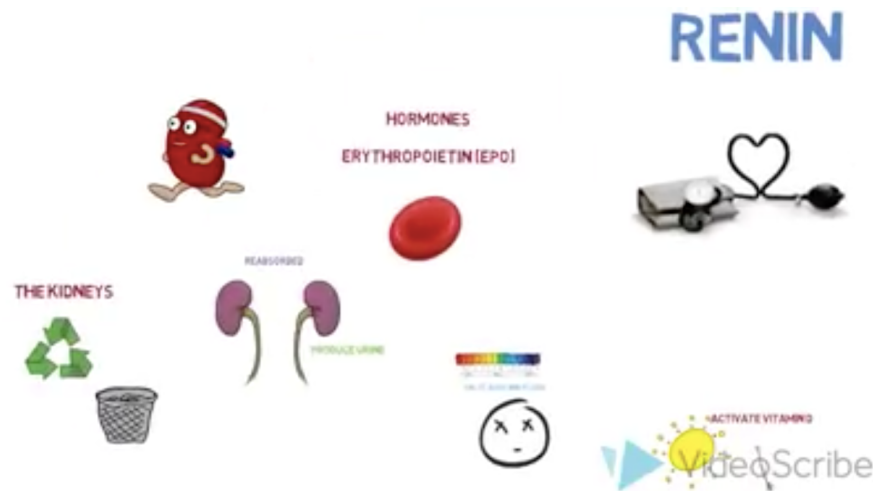 RENIN
HORMONES
ERYTHROPOIETIN (EPO)
REABSORBED
THE KIDNEYS
PRODUCE URINE
ACTIVATE VITAMIN D
VideoScribe